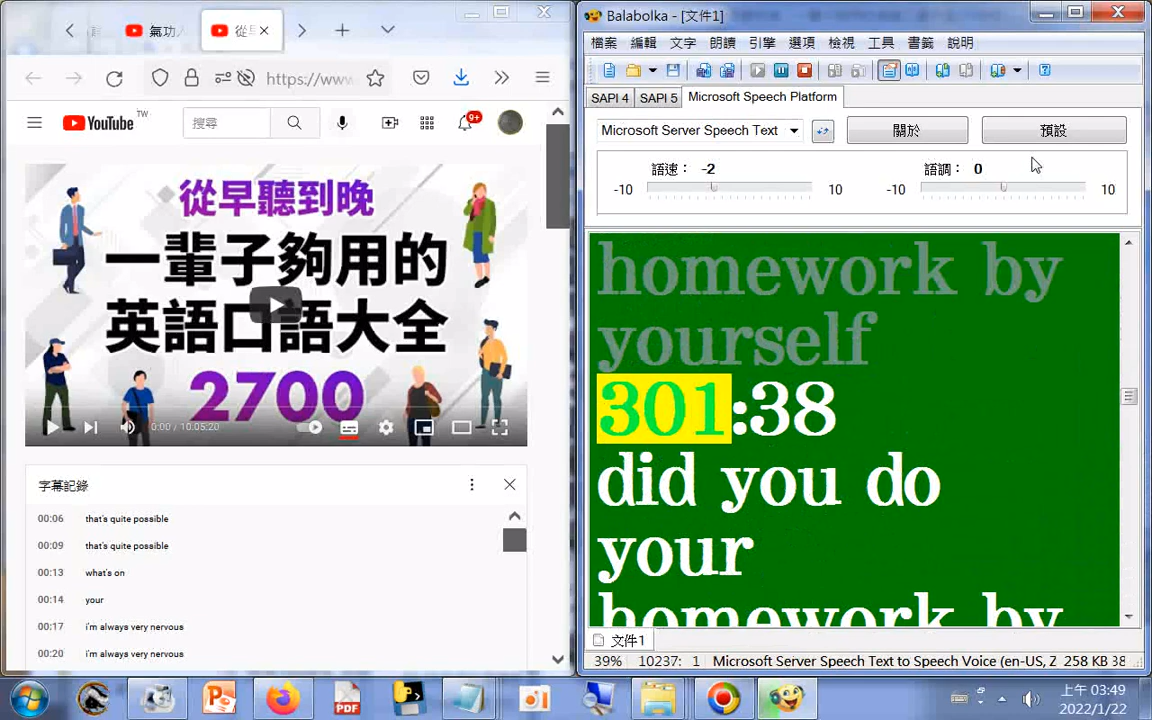 氣功
從
https://www
YouTube TW
搜尋
9+
從早聽到晚
一輩子夠用的
英語口語大全
2700
0:00 / 10:05:20
字幕記錄
00:06 that's quite possible
00:09 that's quite possible
00:13 what's on
00:14 your
00:17 i'm always very nervous
00:20 i'm always very nervous
Balabolka - [文件1]
檔案 編輯 文字 朗讀 引擎 選項 檢視 工具 書籤 說明
SAPI 4 SAPI 5 Microsoft Speech Platform
Microsoft Server Speech Text 關於 預設
語速： -2 語調： 0
-10 10 -10 10
homework by
yourself
301:38
did you do
your
homework by
文件1
39% 10237: 1 Microsoft Server Speech Text to Speech Voice (en-US, Z 258 KB 38
PDF
上午 03:49
2022/1/22